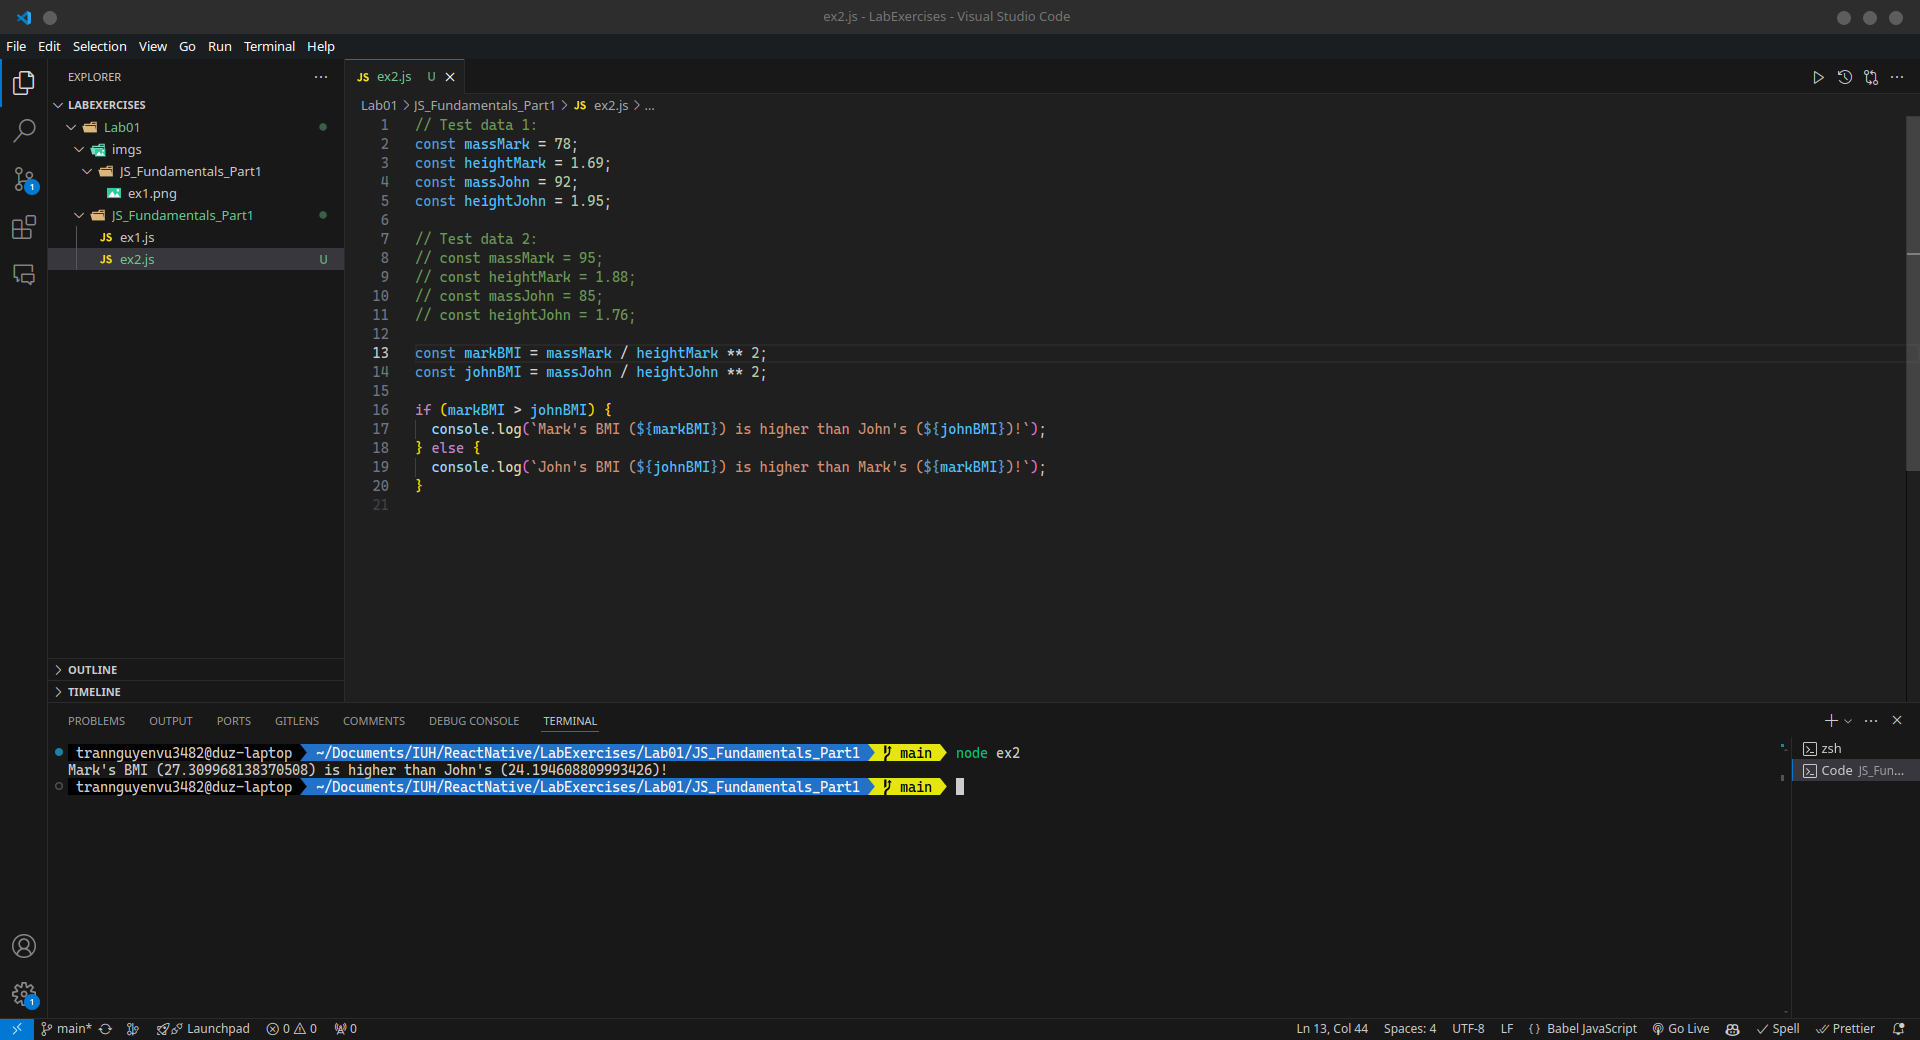 ex2.js - LabExercises - Visual Studio Code
File Edit Selection View Go Run Terminal Help
EXPLORER
LABEXERCISES
Lab01
imgs
JS_Fundamentals_Part1
ex1.png
JS_Fundamentals_Part1
JS ex1.js
JS ex2.js U
OUTLINE
TIMELINE
JS ex2.js U
Lab01 > JS_Fundamentals_Part1 > JS ex2.js > ...
1 // Test data 1:
2 const massMark = 78;
3 const heightMark = 1.69;
4 const massJohn = 92;
5 const heightJohn = 1.95;
6
7 // Test data 2:
8 // const massMark = 95;
9 // const heightMark = 1.88;
10 // const massJohn = 85;
11 // const heightJohn = 1.76;
12
13 const markBMI = massMark / heightMark ** 2;
14 const johnBMI = massJohn / heightJohn ** 2;
15
16 if (markBMI > johnBMI) {
17 console.log(`Mark's BMI (${markBMI}) is higher than John's (${johnBMI})!`);
18 } else {
19 console.log(`John's BMI (${johnBMI}) is higher than Mark's (${markBMI})!`);
20 }
21
PROBLEMS OUTPUT PORTS GITLENS COMMENTS DEBUG CONSOLE TERMINAL
trannguyenvu3482@duz-laptop ~/Documents/IUH/ReactNative/LabExercises/Lab01/JS_Fundamentals_Part1 main node ex2
Mark's BMI (27.309968138370508) is higher than John's (24.194608809993426)!
trannguyenvu3482@duz-laptop ~/Documents/IUH/ReactNative/LabExercises/Lab01/JS_Fundamentals_Part1 main
zsh
Code JS_Fun...
1
1
main* Launchpad 0 0 0 Ln 13, Col 44 Spaces: 4 UTF-8 LF {} Babel JavaScript Go Live Spell Prettier